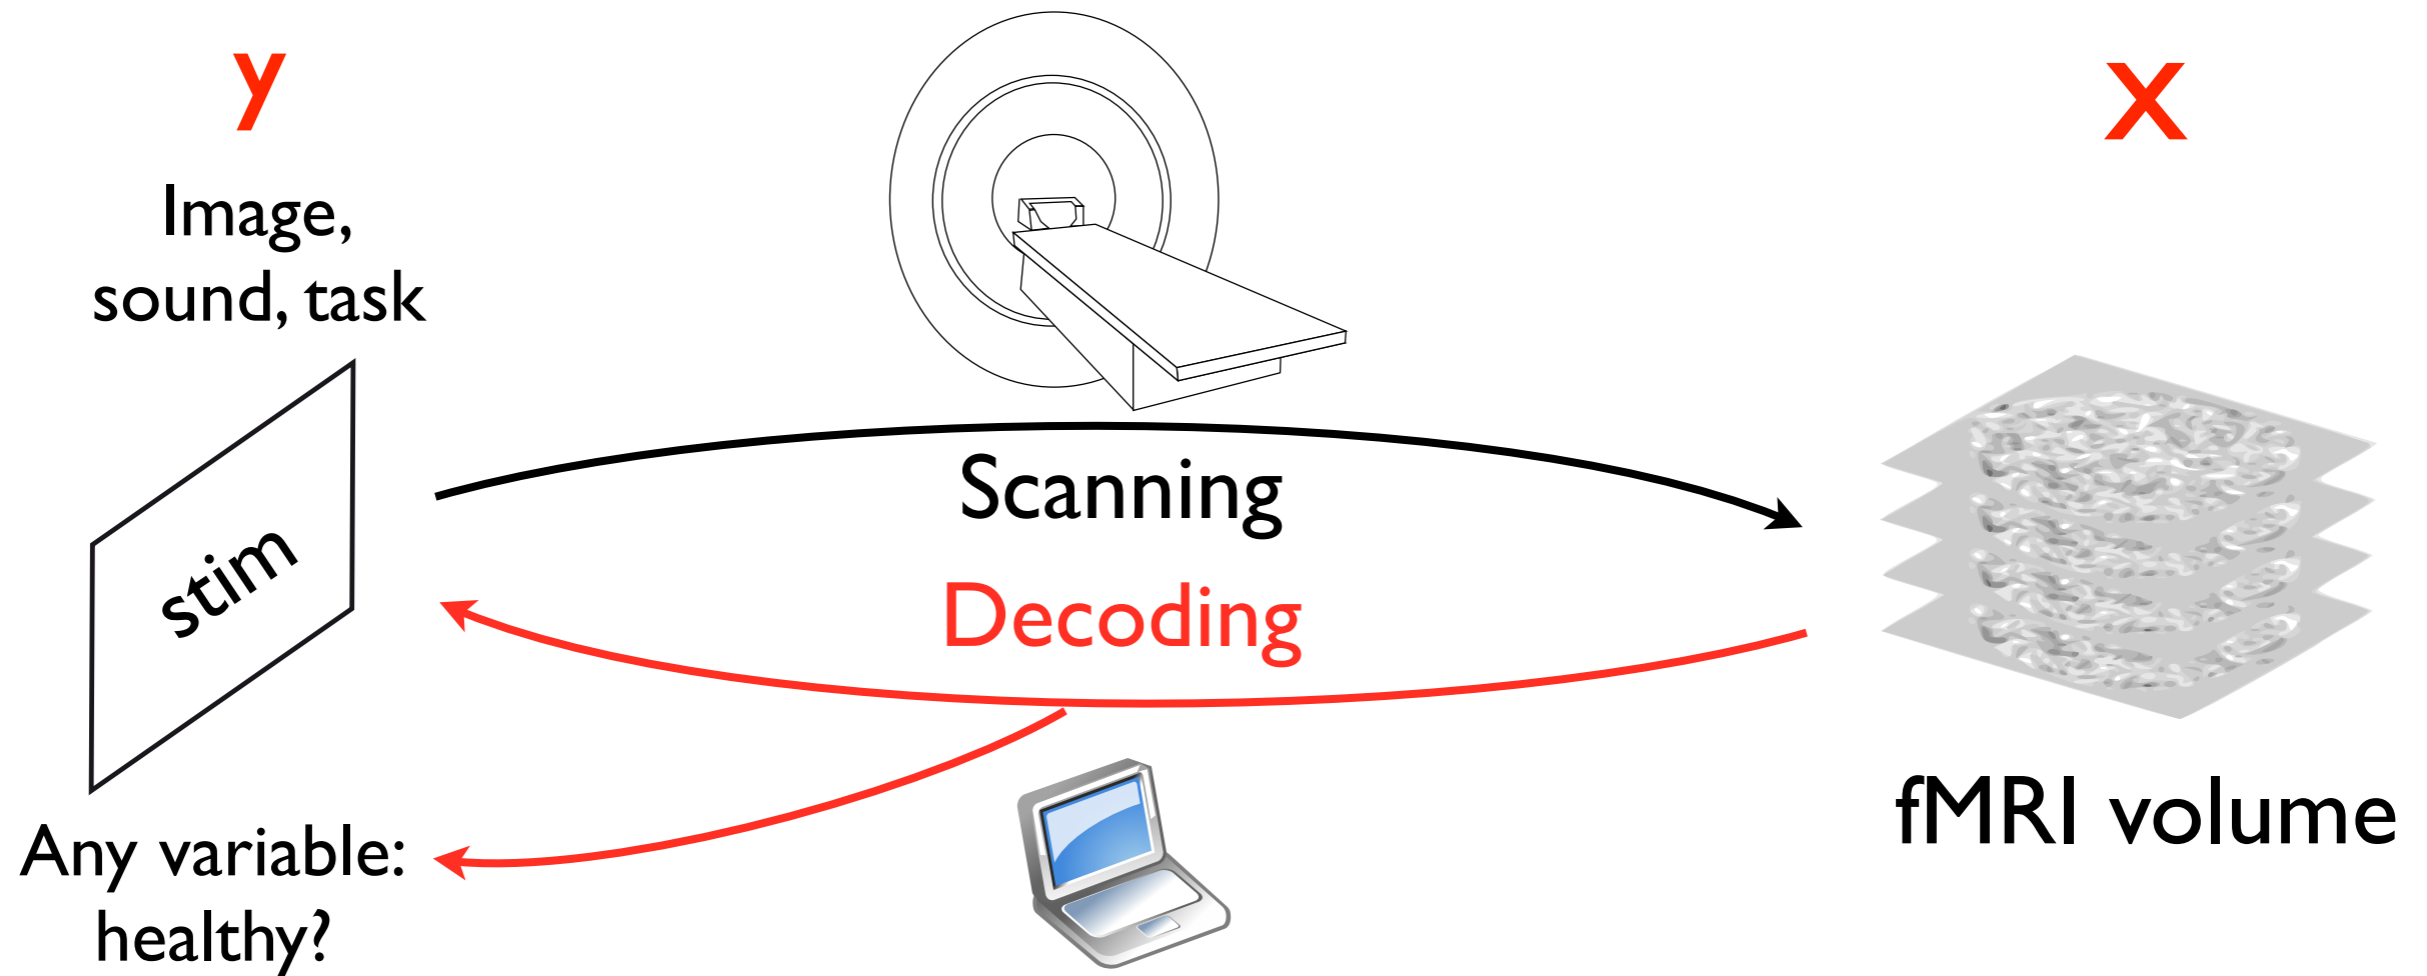 y
X
Image,
sound, task
stim
Scanning
Decoding
fMRI volume
Any variable:
healthy?